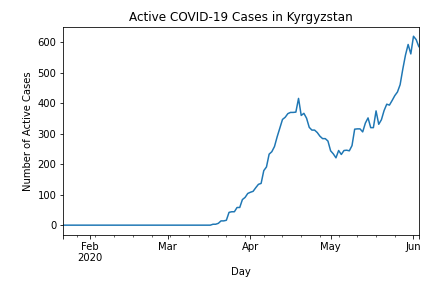 Active COVID-19 Cases in Kyrgyzstan
Number of Active Cases
600
500
400
300
200
100
0
Feb Mar Apr May Jun
2020
Day